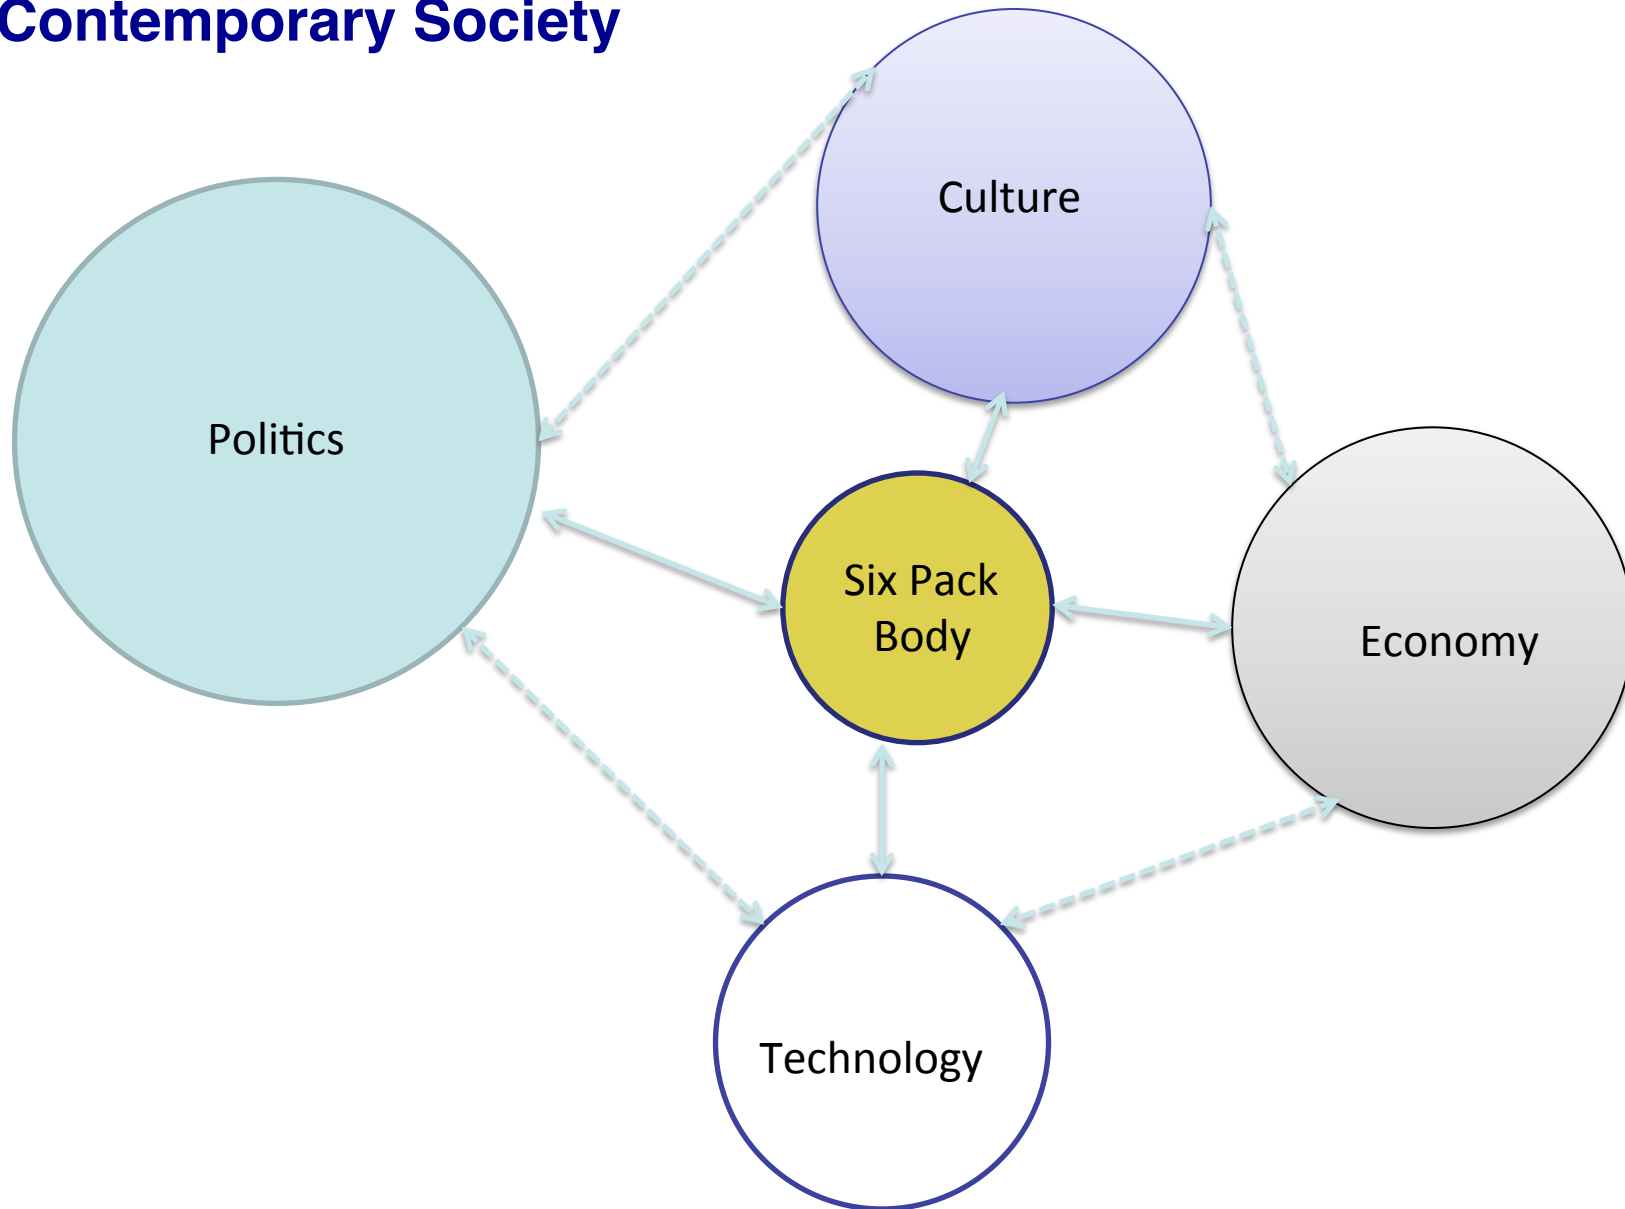 Contemporary Society
Culture
Politics
Six Pack
Body
Economy
Technology